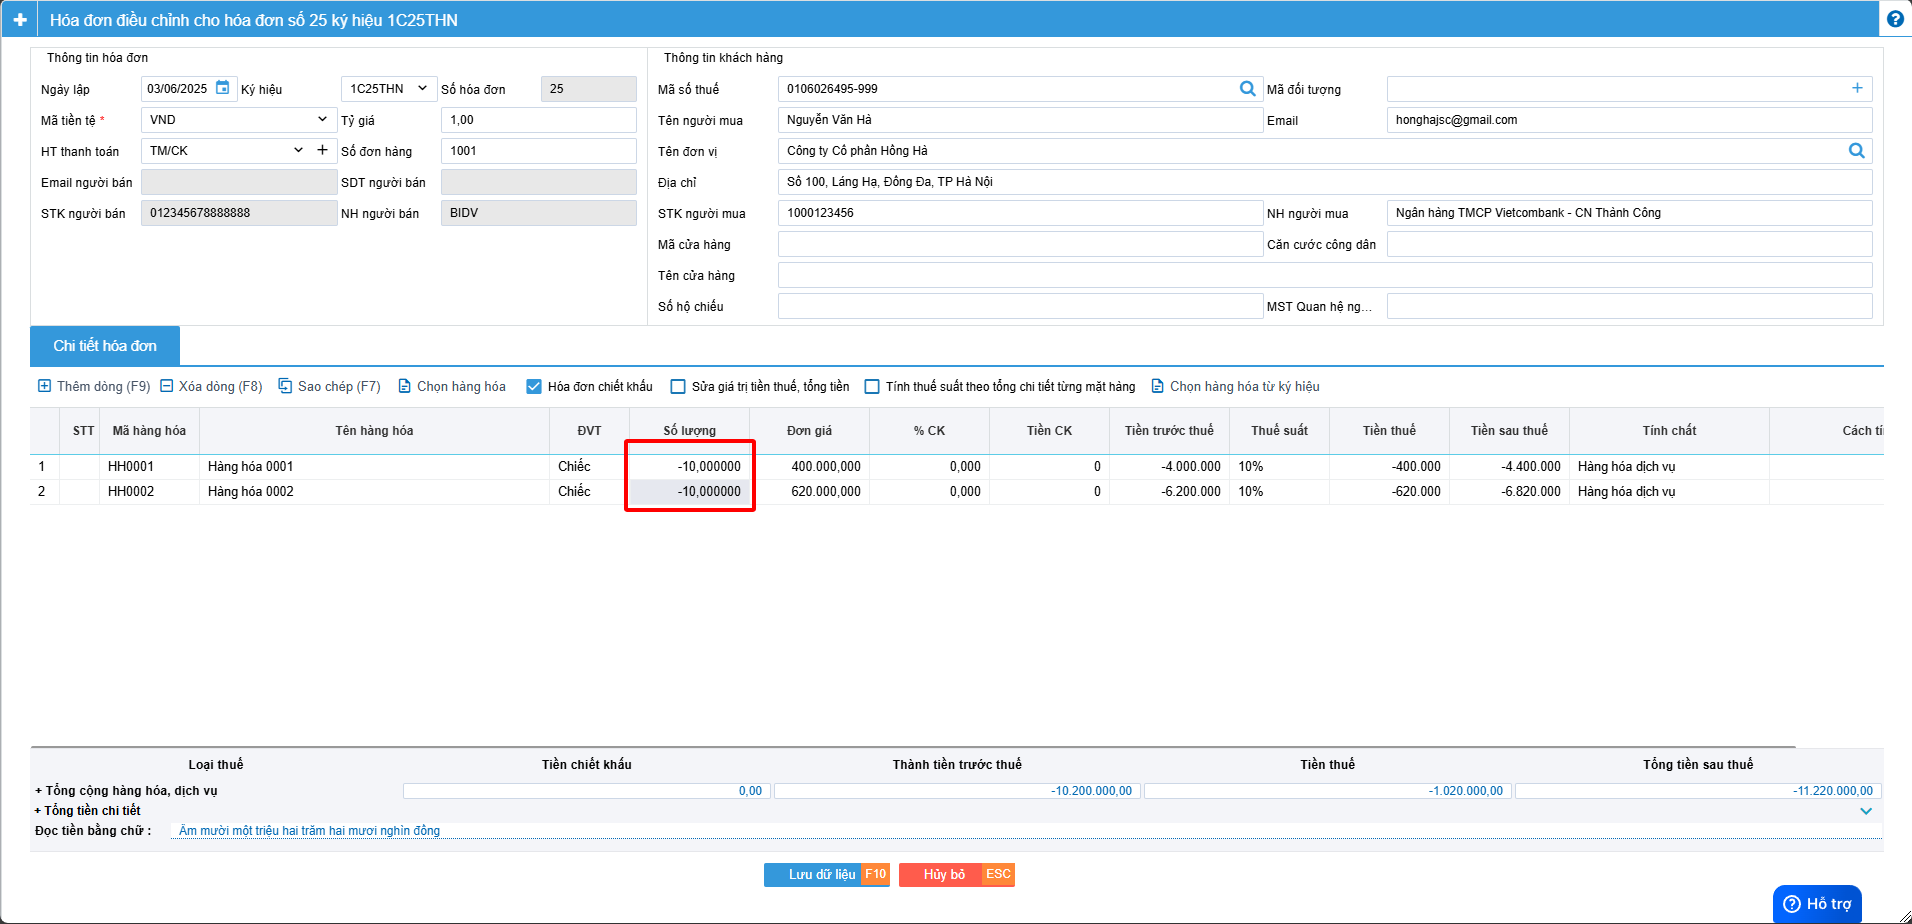 Hóa đơn điều chỉnh cho hóa đơn số 25 ký hiệu 1C25THN
Thông tin hóa đơn
Ngày lập 03/06/2025 Ký hiệu 1C25THN Số hóa đơn 25
Mã tiền tệ * VND Tỷ giá 1,00
HT thanh toán TM/CK Số đơn hàng 1001
Email người bán SDT người bán
STK người bán 012345678888888 NH người bán BIDV
Thông tin khách hàng
Mã số thuế 0106026495-999 Mã đối tượng
Tên người mua Nguyễn Văn Hà Email honghajsc@gmail.com
Tên đơn vị Công ty Cổ phần Hồng Hà
Địa chỉ Số 100, Láng Hạ, Đống Đa, TP Hà Nội
STK người mua 1000123456 NH người mua Ngân hàng TMCP Vietcombank - CN Thành Công
Mã cửa hàng Căn cước công dân
Tên cửa hàng
Số hộ chiếu MST Quan hệ ng...
Chi tiết hóa đơn
Thêm dòng (F9) Xóa dòng (F8) Sao chép (F7) Chọn hàng hóa Hóa đơn chiết khấu Sửa giá trị tiền thuế, tổng tiền Tính thuế suất theo tổng chi tiết từng mặt hàng Chọn hàng hóa từ ký hiệu
STT Mã hàng hóa Tên hàng hóa ĐVT Số lượng Đơn giá % CK Tiền CK Tiền trước thuế Thuế suất Tiền thuế Tiền sau thuế Tính chất Cách tí
1 HH0001 Hàng hóa 0001 Chiếc -10,000000 400.000,000 0,000 0 -4.000.000 10% -400.000 -4.400.000 Hàng hóa dịch vụ
2 HH0002 Hàng hóa 0002 Chiếc -10,000000 620.000,000 0,000 0 -6.200.000 10% -620.000 -6.820.000 Hàng hóa dịch vụ
Loại thuế Tiền chiết khấu Thành tiền trước thuế Tiền thuế Tổng tiền sau thuế
+ Tổng cộng hàng hóa, dịch vụ 0,00 -10.200.000,00 -1.020.000,00 -11.220.000,00
+ Tổng tiền chi tiết
Đọc tiền bằng chữ : Âm mười một triệu hai trăm hai mươi nghìn đồng
Lưu dữ liệu F10 Hủy bỏ ESC
Hỗ trợ